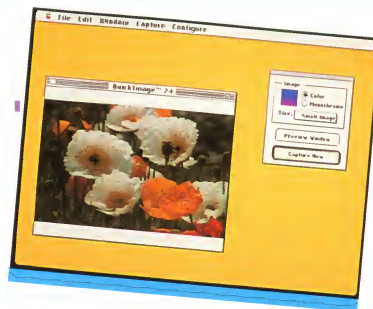 File Edit Window Capture Configure
QuickImage™ 24
Image
Color
Monochrome
Size: Small Image
Preview Window
Capture Now